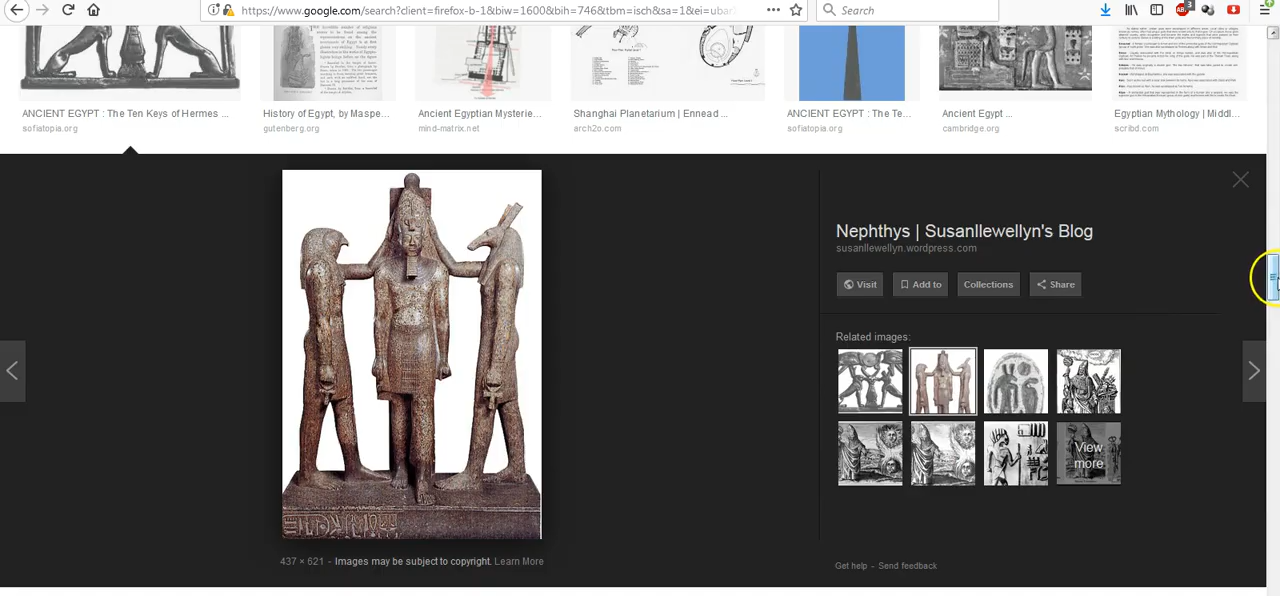 https://www.google.com/search?client=firefox-b-1&biw=1600&bih=746&tbm=isch&sa=1&ei=uba
Search
3
ANCIENT EGYPT : The Ten Keys of Hermes ...
sofiatopia.org
History of Egypt, by Maspe...
gutenberg.org
Ancient Egyptian Mysterie...
mind-matrix.net
Shanghai Planetarium | Ennead ...
arch2o.com
ANCIENT EGYPT : The Te...
sofiatopia.org
Ancient Egypt ...
cambridge.org
Egyptian Mythology | Middl...
scribd.com
Nephthys | Susanllewellyn's Blog
susanllewellyn.wordpress.com
Visit
Add to
Collections
Share
Related images:
View
more
437 × 621 - Images may be subject to copyright. Learn More
Get help - Send feedback